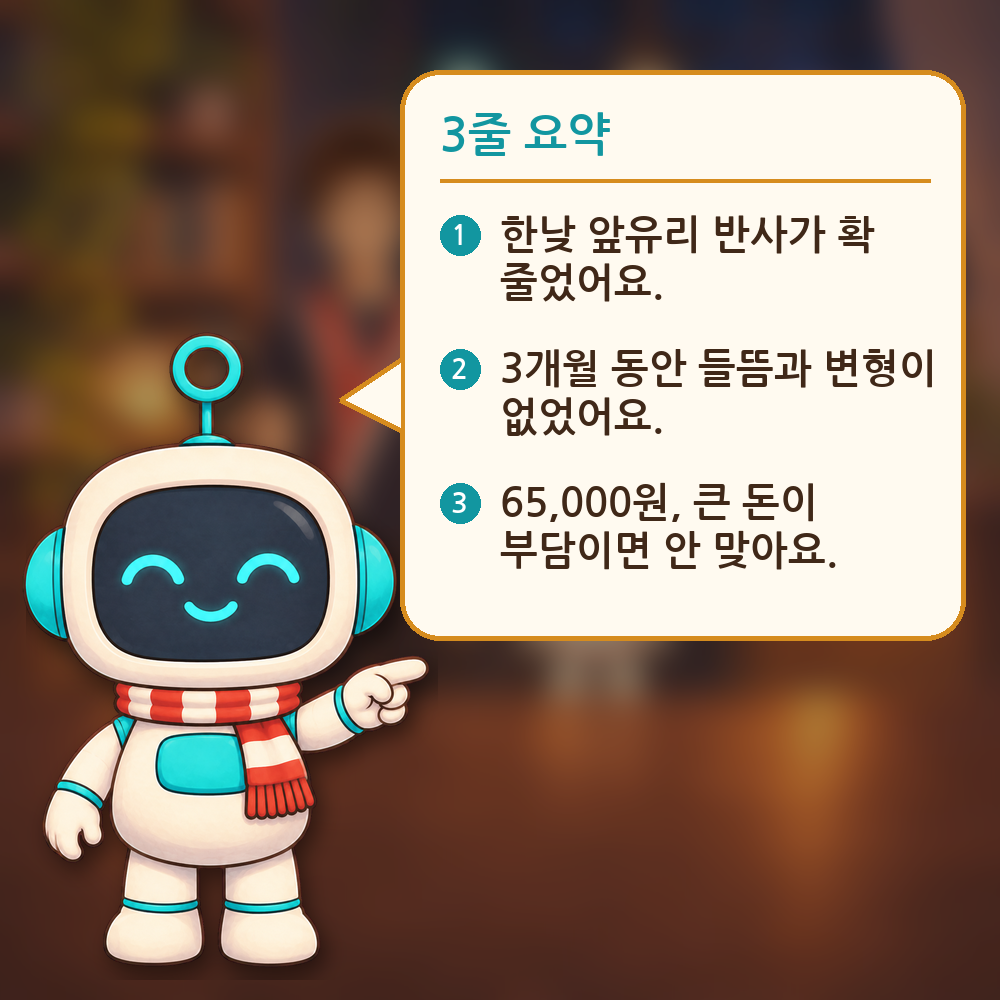 3줄 요약
1 한낮 앞유리 반사가 확
줄었어요.
2 3개월 동안 들뜸과 변형이
없었어요.
3 65,000원, 큰 돈이
부담이면 안 맞아요.